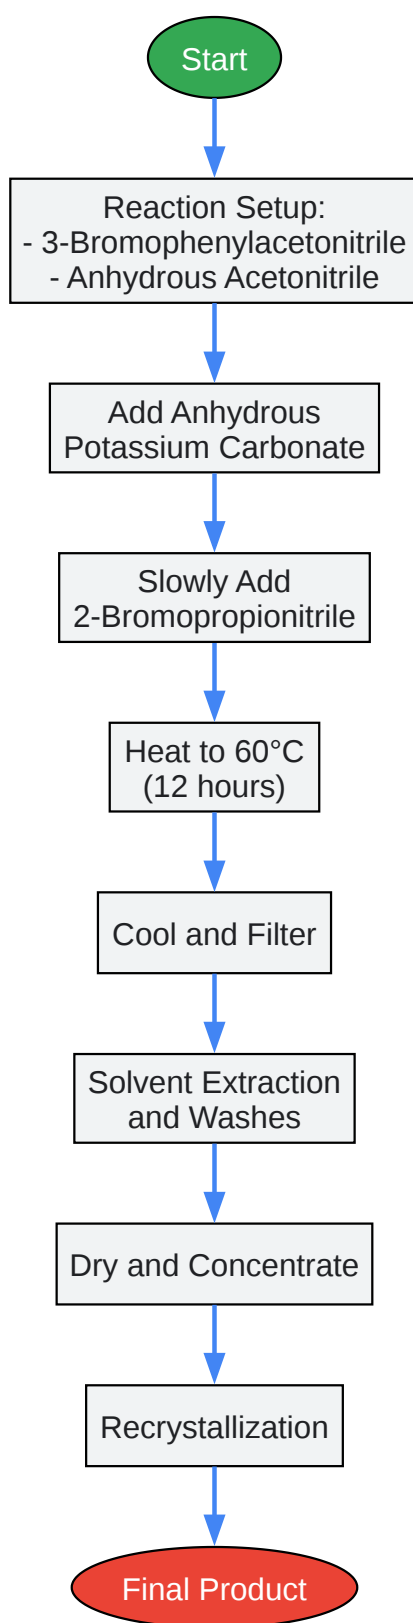 Start
Reaction Setup:
- 3-Bromophenylacetonitrile
- Anhydrous Acetonitrile
Add Anhydrous
Potassium Carbonate
Slowly Add
2-Bromopropionitrile
Heat to 60°C
(12 hours)
Cool and Filter
Solvent Extraction
and Washes
Dry and Concentrate
Recrystallization
Final Product